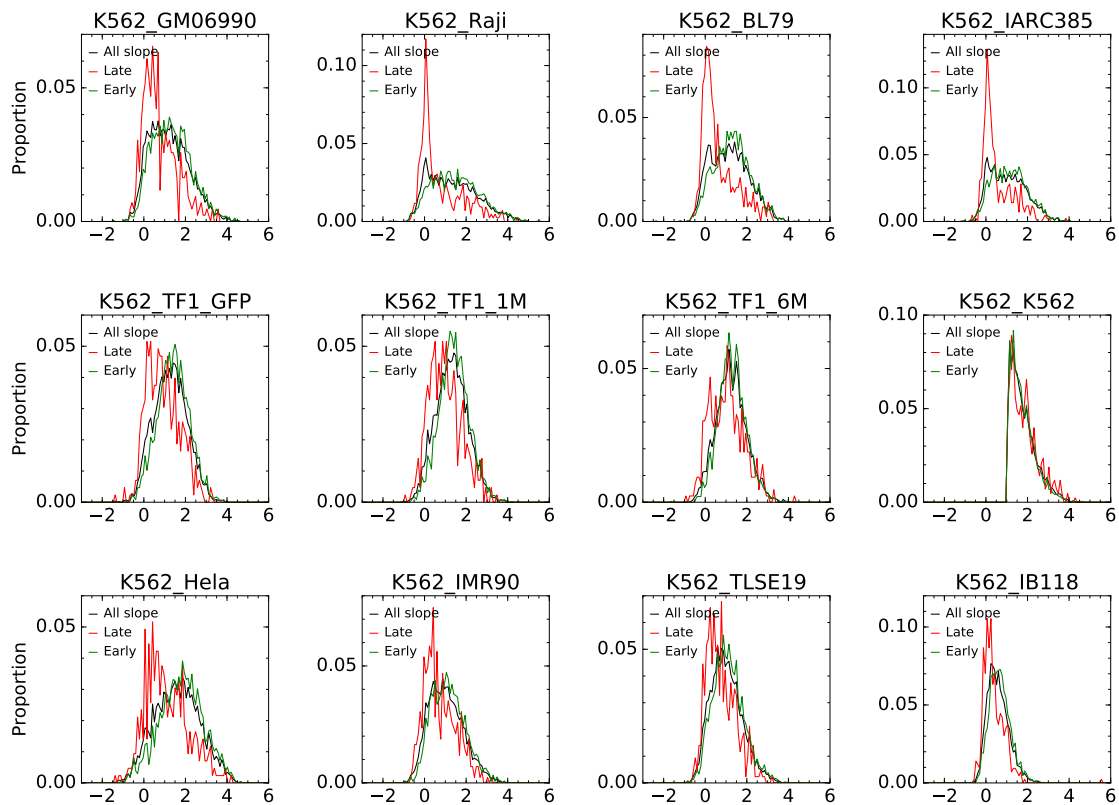 K562_GM06990 K562_Raji K562_BL79 K562_IARC385
Proportion
All slope All slope All slope All slope
Late Late Late Late
Early Early Early Early
0.05 0.10 0.05 0.10
0.05 0.05
0.00 0.00 0.00 0.00
−2 0 2 4 6 −2 0 2 4 6 −2 0 2 4 6 −2 0 2 4 6
K562_TF1_GFP K562_TF1_1M K562_TF1_6M K562_K562
Proportion
All slope All slope All slope All slope
Late Late Late Late
Early Early Early Early
0.10
0.05 0.05 0.05 0.05
0.00 0.00 0.00 0.00
−2 0 2 4 6 −2 0 2 4 6 −2 0 2 4 6 −2 0 2 4 6
K562_Hela K562_IMR90 K562_TLSE19 K562_IB118
Proportion
All slope All slope All slope All slope
Late Late Late Late
Early Early Early Early
0.05 0.05 0.05 0.10
0.05
0.00 0.00 0.00 0.00
−2 0 2 4 6 −2 0 2 4 6 −2 0 2 4 6 −2 0 2 4 6